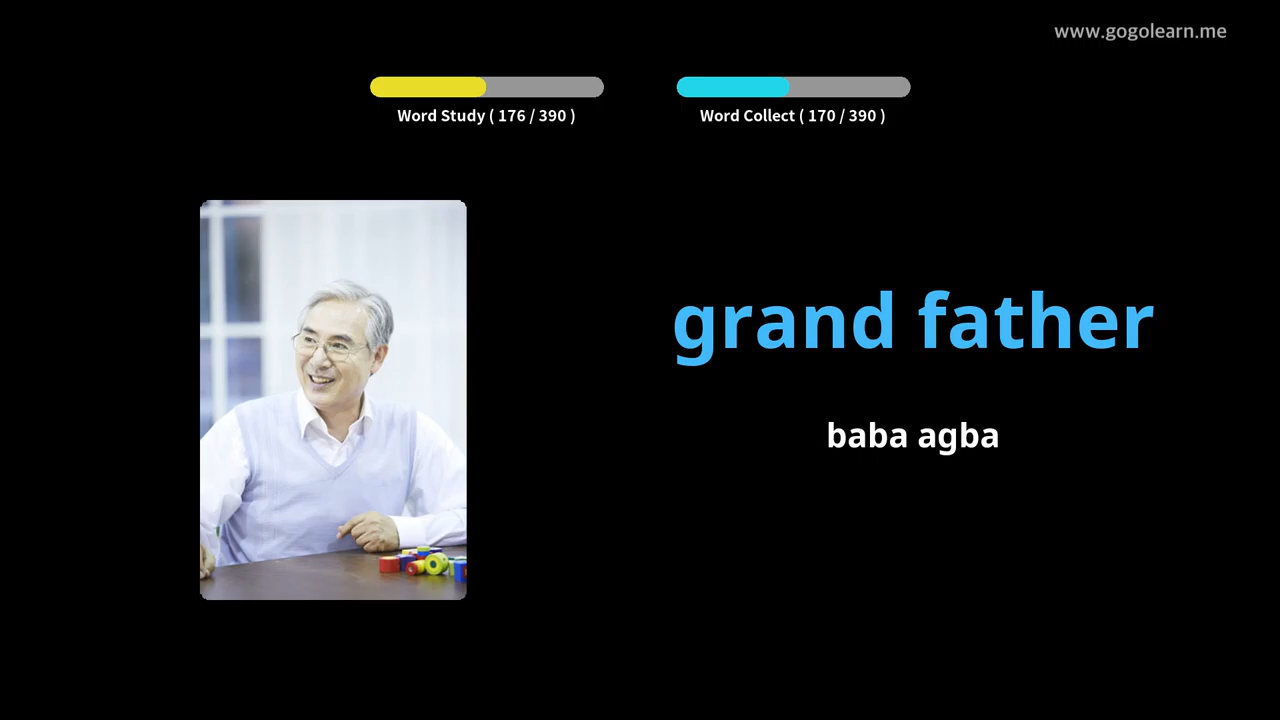 www.gogolearn.me
Word Study ( 176 / 390 )
Word Collect ( 170 / 390 )
grand father
baba agba